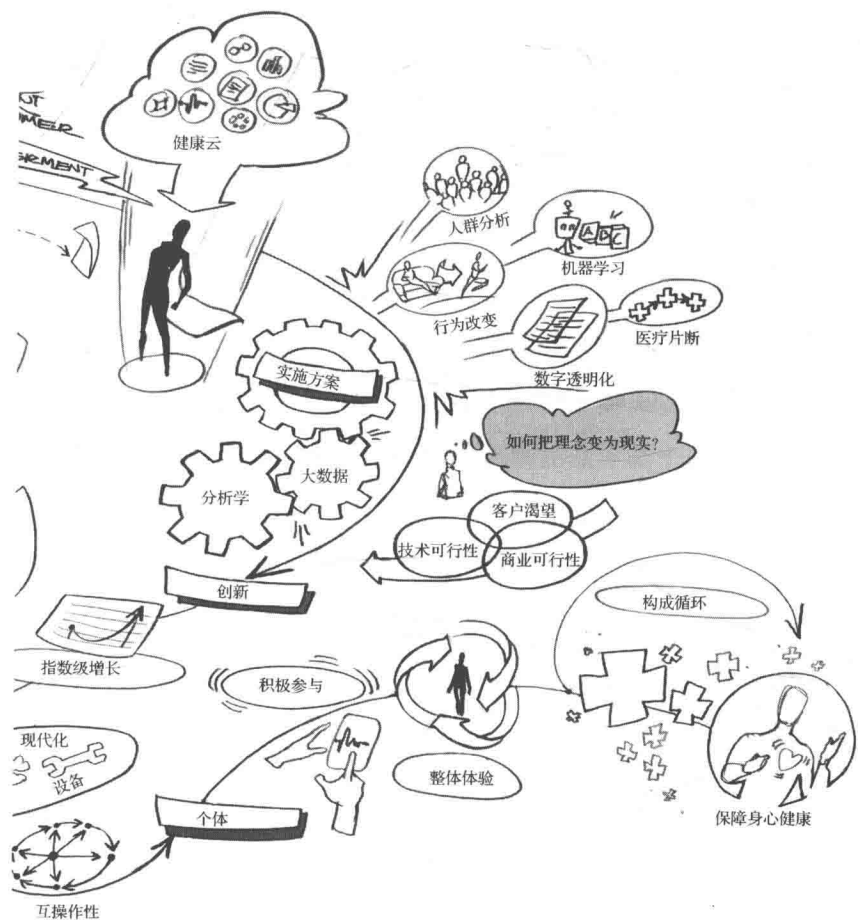 健康云
人群分析
机器学习
行为改变
医疗片断
数字透明化
实施方案
如何把理念变为现实?
大数据
分析学
客户渴望
技术可行性
商业可行性
创新
构成循环
指数级增长
积极参与
现代化
设备
整体体验
个体
保障身心健康
互操作性